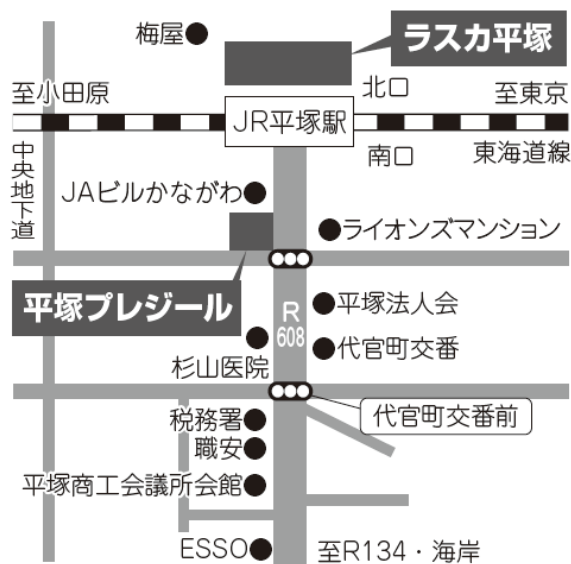 梅屋
ラスカ平塚
至小田原
北口
至東京
JR平塚駅
中央地下道
南口
東海道線
JAビルかながわ
ライオンズマンション
平塚プレジール
平塚法人会
R
608
代官町交番
杉山医院
税務署
代官町交番前
職安
平塚商工会議所会館
ESSO
至R134・海岸